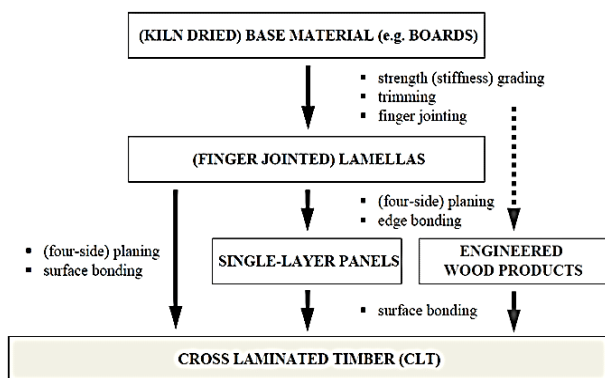 (KILN DRIED) BASE MATERIAL (e.g. BOARDS)
▪ strength (stiffness) grading
▪ trimming
▪ finger jointing
(FINGER JOINTED) LAMELLAS
▪ (four-side) planing
▪ edge bonding
▪ (four-side) planing
▪ surface bonding
SINGLE-LAYER PANELS
ENGINEERED
WOOD PRODUCTS
▪ surface bonding
CROSS LAMINATED TIMBER (CLT)